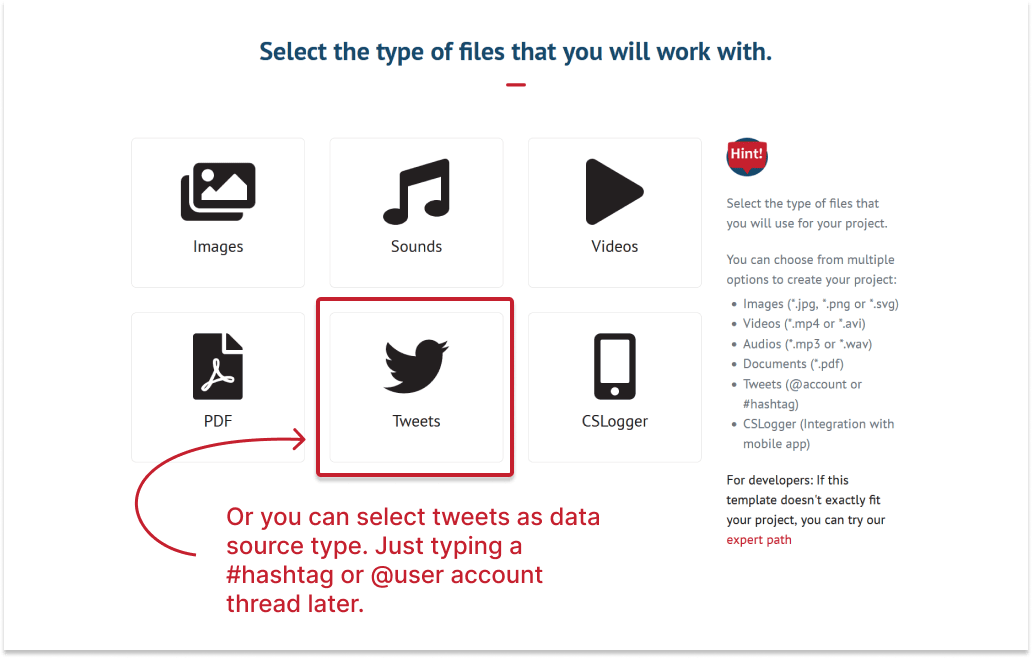 Select the type of files that you will work with.
Images
Sounds
Videos
PDF
Tweets
CSLogger
Hint!
Select the type of files that
you will use for your project.
You can choose from multiple
options to create your project:
• Images (*.jpg, *.png or *.svg)
• Videos (*.mp4 or *.avi)
• Audios (*.mp3 or *.wav)
• Documents (*.pdf)
• Tweets (@account or
#hashtag)
• CSLogger (Integration with
mobile app)
For developers: If this
template doesn't exactly fit
your project, you can try our
expert path
Or you can select tweets as data
source type. Just typing a
#hashtag or @user account
thread later.